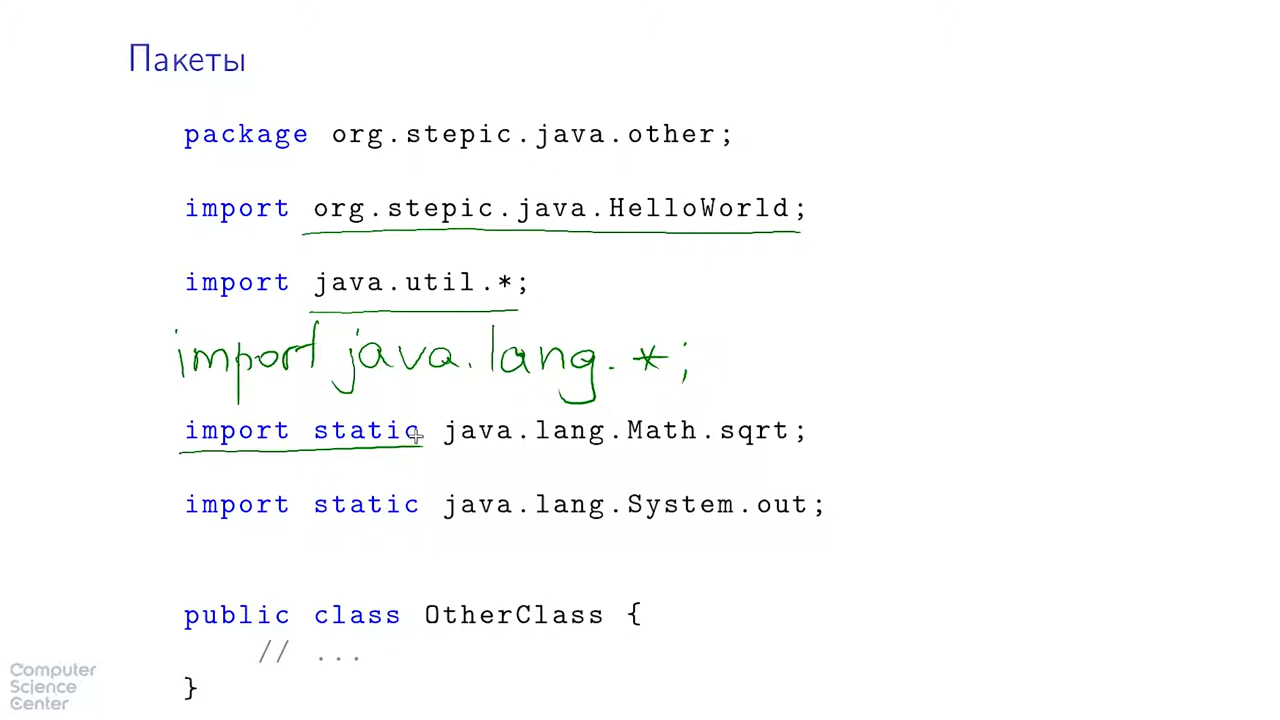 Пакеты
package org.stepic.java.other;
import org.stepic.java.HelloWorld;
import java.util.*;
import java.lang.*;
import static java.lang.Math.sqrt;
import static java.lang.System.out;
public class OtherClass {
// ...
}
Computer
Science
Center